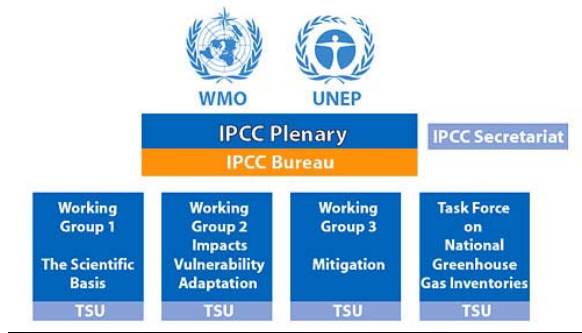 WMO
UNEP
IPCC Plenary
IPCC Secretariat
IPCC Bureau
Working
Group 1
The Scientific
Basis
TSU
Working
Group 2
Impacts
Vulnerability
Adaptation
TSU
Working
Group 3
Mitigation
TSU
Task Force
on
National
Greenhouse
Gas Inventories
TSU